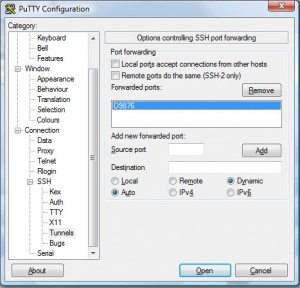 PuTTY Configuration
Category:
Keyboard
Bell
Features
Window
Appearance
Behaviour
Translation
Selection
Colours
Connection
Data
Proxy
Telnet
Rlogin
SSH
Kex
Auth
TTY
X11
Tunnels
Bugs
Serial
Options controlling SSH port forwarding
Port forwarding
Local ports accept connections from other hosts
Remote ports do the same (SSH-2 only)
Forwarded ports:
Remove
D9876
Add new forwarded port:
Source port
Add
Destination
Local Remote Dynamic
Auto IPv4 IPv6
About
Open
Cancel